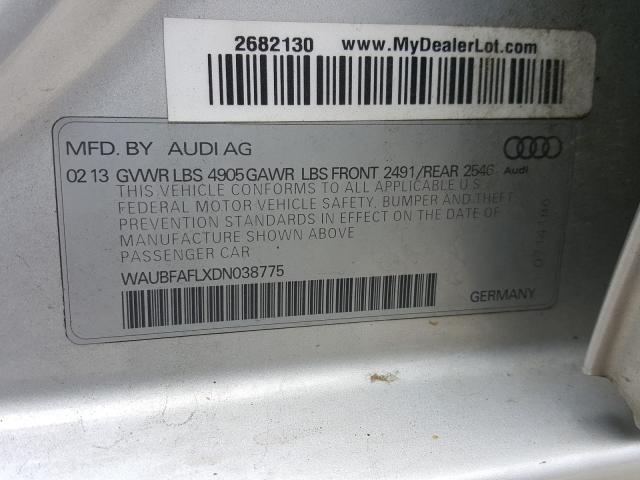 2682130 www.MyDealerLot.com
MFD. BY AUDI AG
02 13 GVWR LBS 4905 GAWR LBS FRONT 2491/REAR 2546 Audi
THIS VEHICLE CONFORMS TO ALL APPLICABLE U S
FEDERAL MOTOR VEHICLE SAFETY, BUMPER AND THEFT
PREVENTION STANDARDS IN EFFECT ON THE DATE OF
MANUFACTURE SHOWN ABOVE
PASSENGER CAR
WAUBFAFLXDN038775
GERMANY